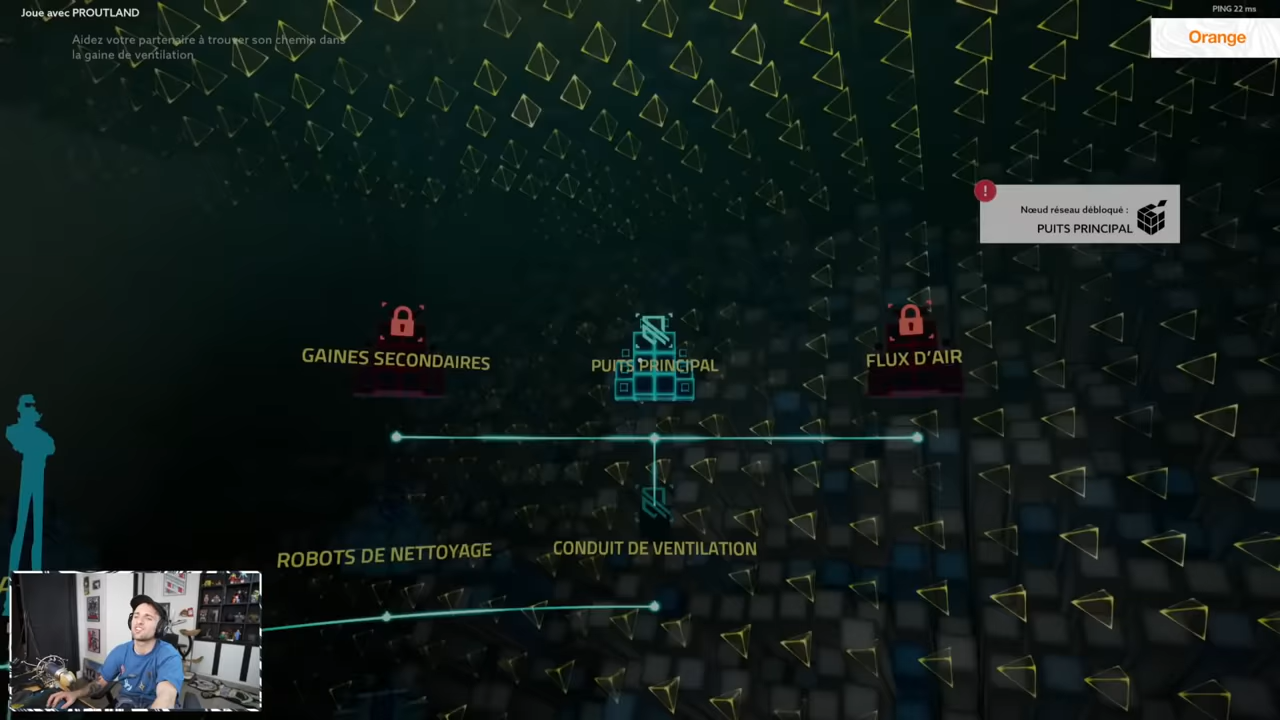 Joue avec PROUTLAND
PING 22 ms
Aidez votre partenaire à trouver son chemin dans
la gaine de ventilation
Orange
!
Nœud réseau débloqué :
PUITS PRINCIPAL
GAINES SECONDAIRES
PUITS PRINCIPAL
FLUX D'AIR
ROBOTS DE NETTOYAGE
CONDUIT DE VENTILATION